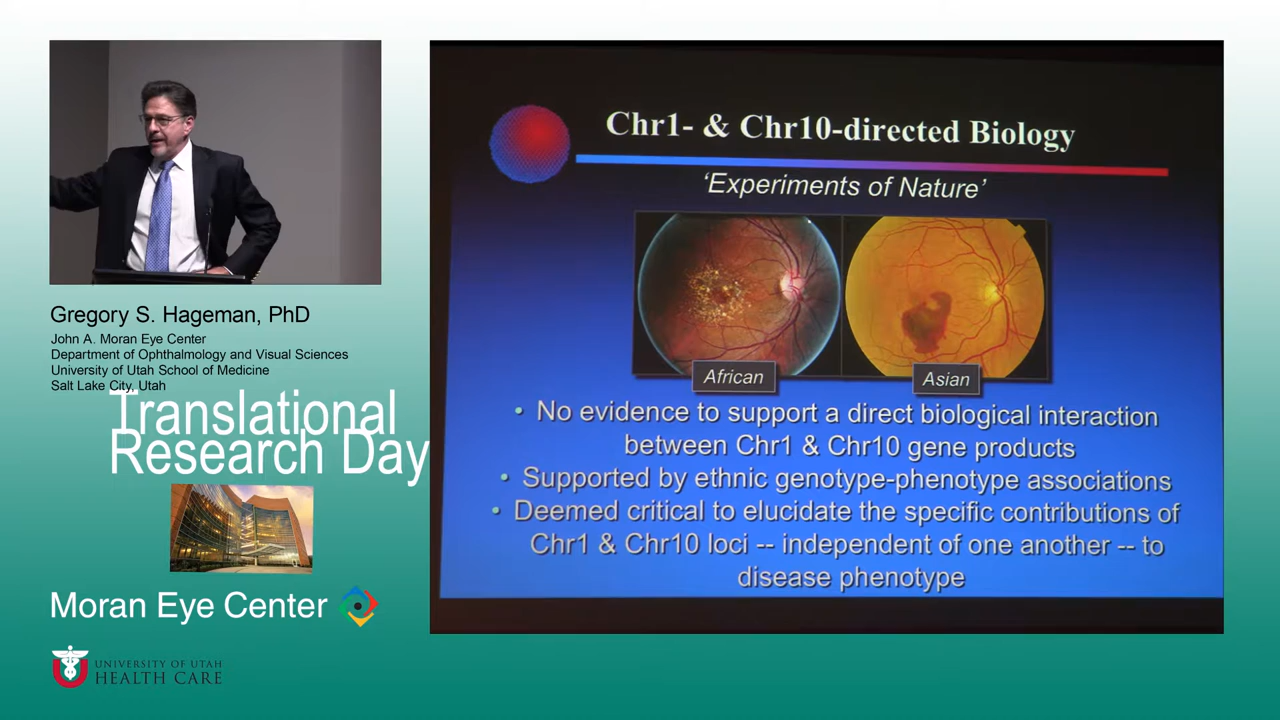 Gregory S. Hageman, PhD
John A. Moran Eye Center
Department of Ophthalmology and Visual Sciences
University of Utah School of Medicine
Salt Lake City, Utah
Translational
Research Day
Moran Eye Center
UNIVERSITY OF UTAH
HEALTH CARE
Chr1- & Chr10-directed Biology
‘Experiments of Nature’
African
Asian
• No evidence to support a direct biological interaction
between Chr1 & Chr10 gene products
• Supported by ethnic genotype-phenotype associations
• Deemed critical to elucidate the specific contributions of
Chr1 & Chr10 loci -- independent of one another -- to
disease phenotype